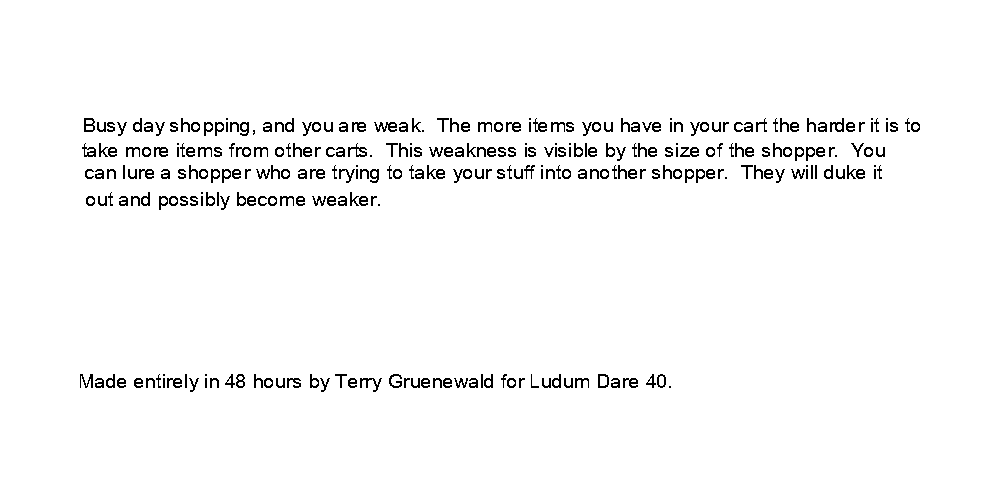 Busy day shopping, and you are weak.  The more items you have in your cart the harder it is to
take more items from other carts.  This weakness is visible by the size of the shopper.  You
can lure a shopper who are trying to take your stuff into another shopper.  They will duke it
out and possibly become weaker.
Made entirely in 48 hours by Terry Gruenewald for Ludum Dare 40.